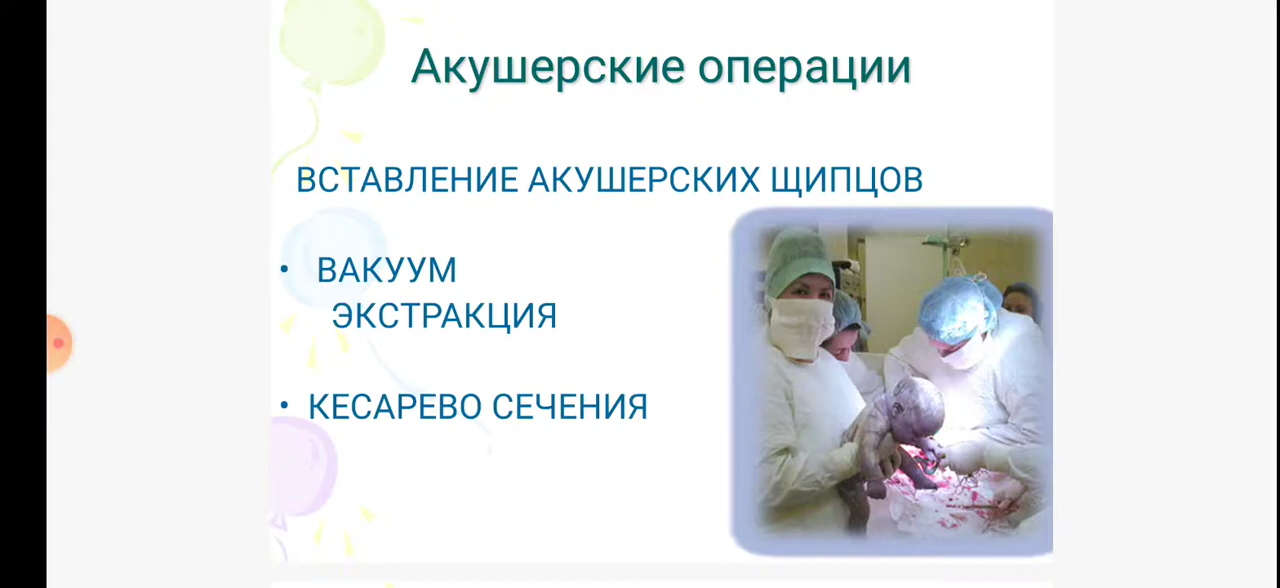 Акушерские операции
ВСТАВЛЕНИЕ АКУШЕРСКИХ ЩИПЦОВ
• ВАКУУМ
ЭКСТРАКЦИЯ
• КЕСАРЕВО СЕЧЕНИЯ